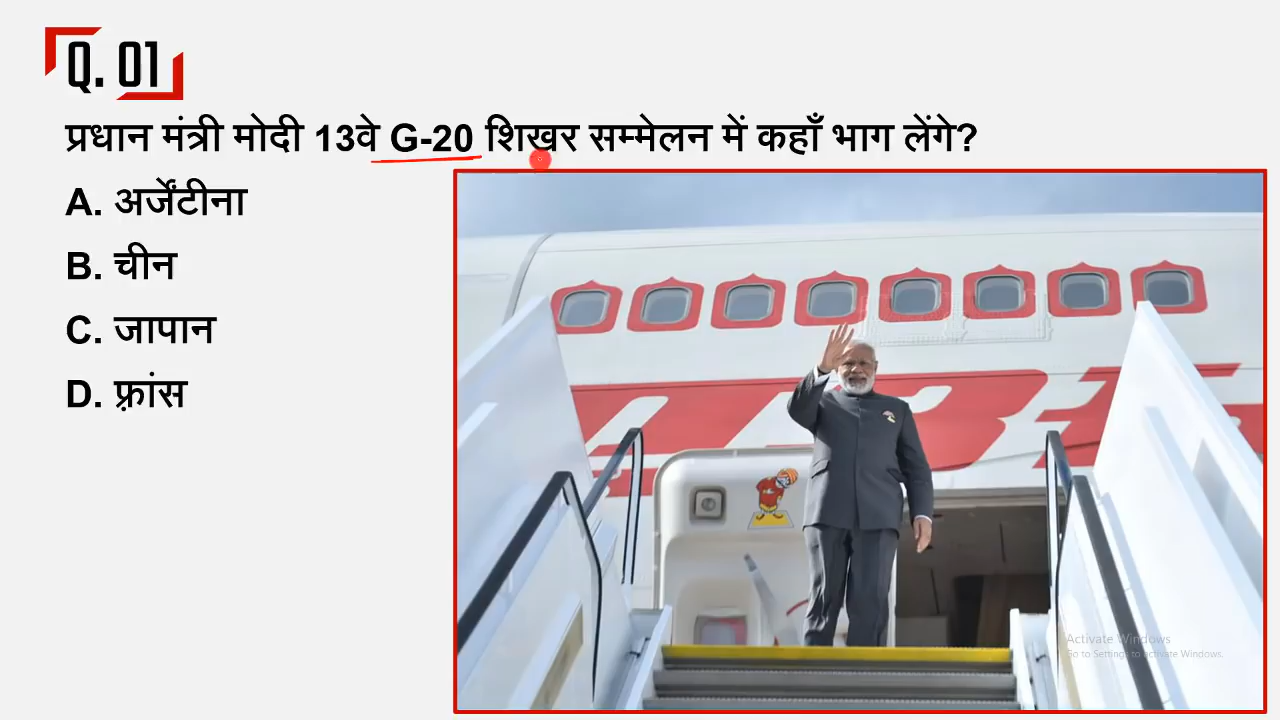 Q. 01
प्रधान मंत्री मोदी 13वे G-20 शिखर सम्मेलन में कहाँ भाग लेंगे?
A. अर्जेंटीना
B. चीन
C. जापान
D. फ़्रांस
Activate Windows
Go to Settings to activate Windows.